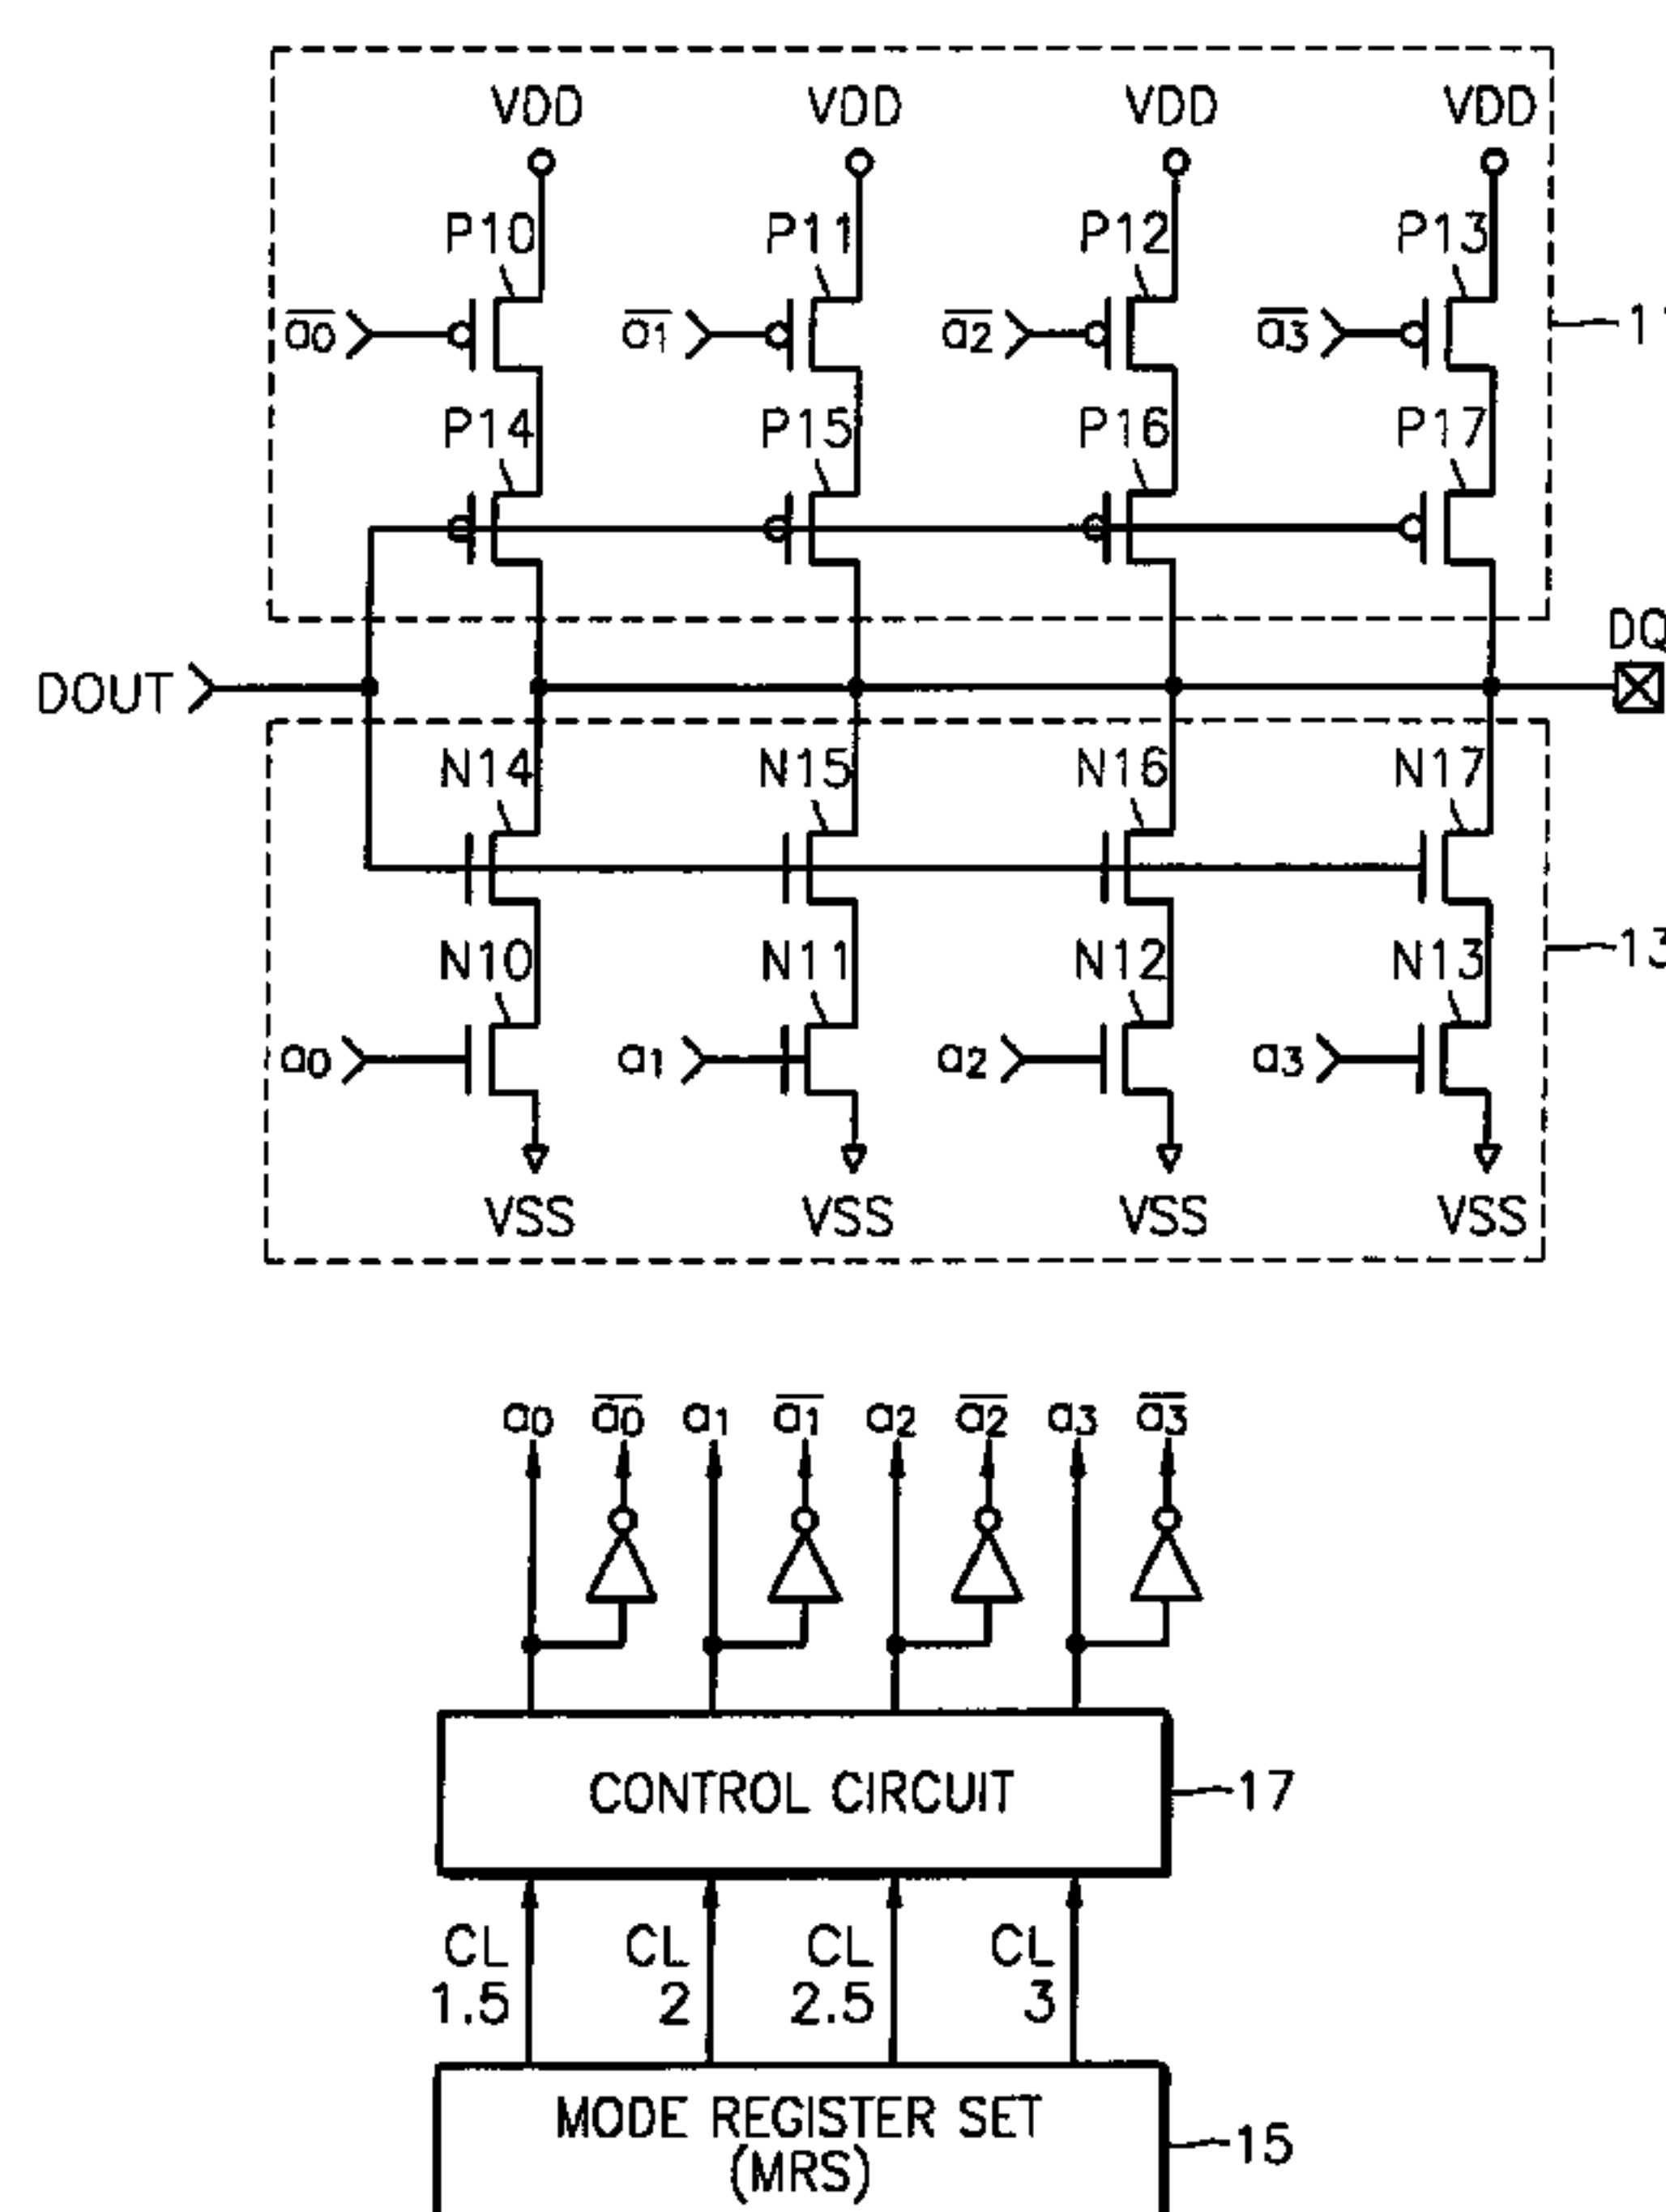 VDD VDD VDD VDD
P10 P11 P12 P13
a0 a1 a2 a3
P14 P15 P16 P17
DQ
DOUT
N14 N15 N16 N17
13
N10 N11 N12 N13
a0 a1 a2 a3
VSS VSS VSS VSS
a0 a0 a1 a1 a2 a2 a3 a3
CONTROL CIRCUIT
17
CL CL CL CL
1.5 2 2.5 3
MODE REGISTER SET
(MRS)
15